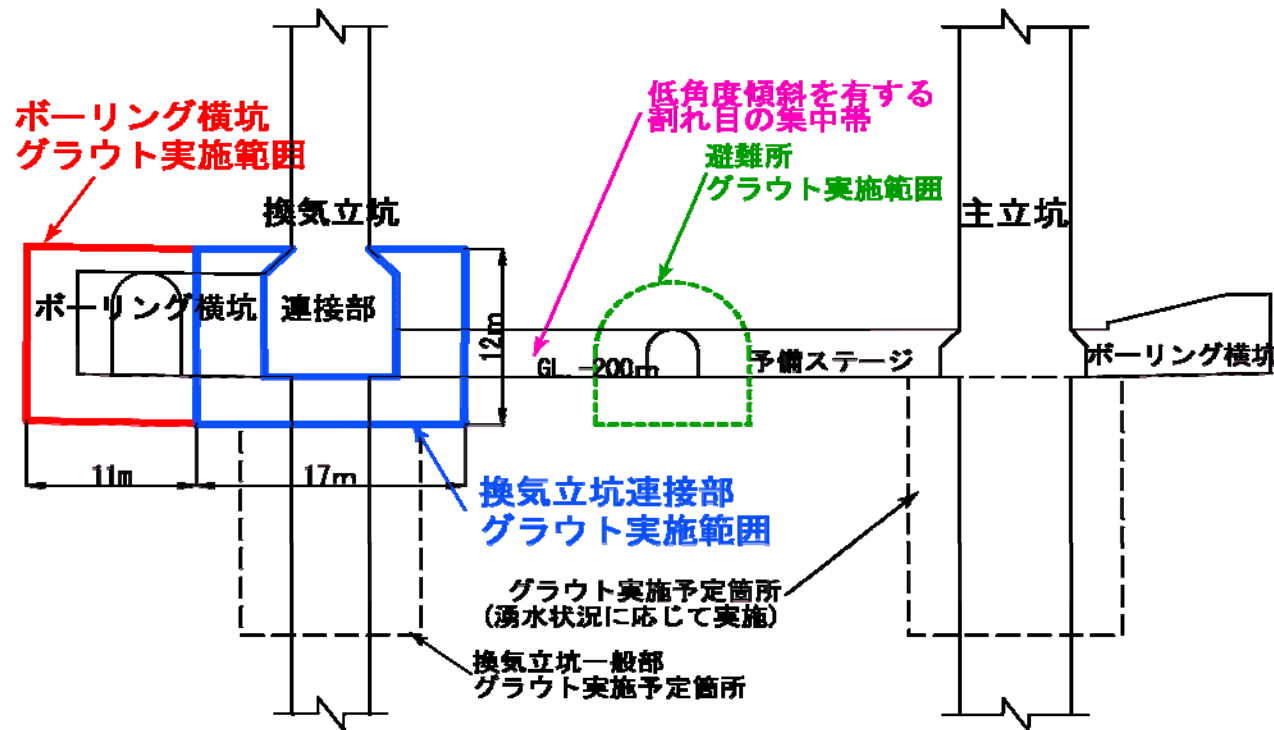 ボーリング横坑
グラウト実施範囲
低角度傾斜を有する
割れ目の集中帯
避難所
グラウト実施範囲
換気立坑
主立坑
ボーリング横坑
連接部
12m
GL.-200m
予備ステージ
ボーリング横坑
11m
17m
換気立坑連接部
グラウト実施範囲
グラウト実施予定箇所
(湧水状況に応じて実施)
換気立坑一般部
グラウト実施予定箇所